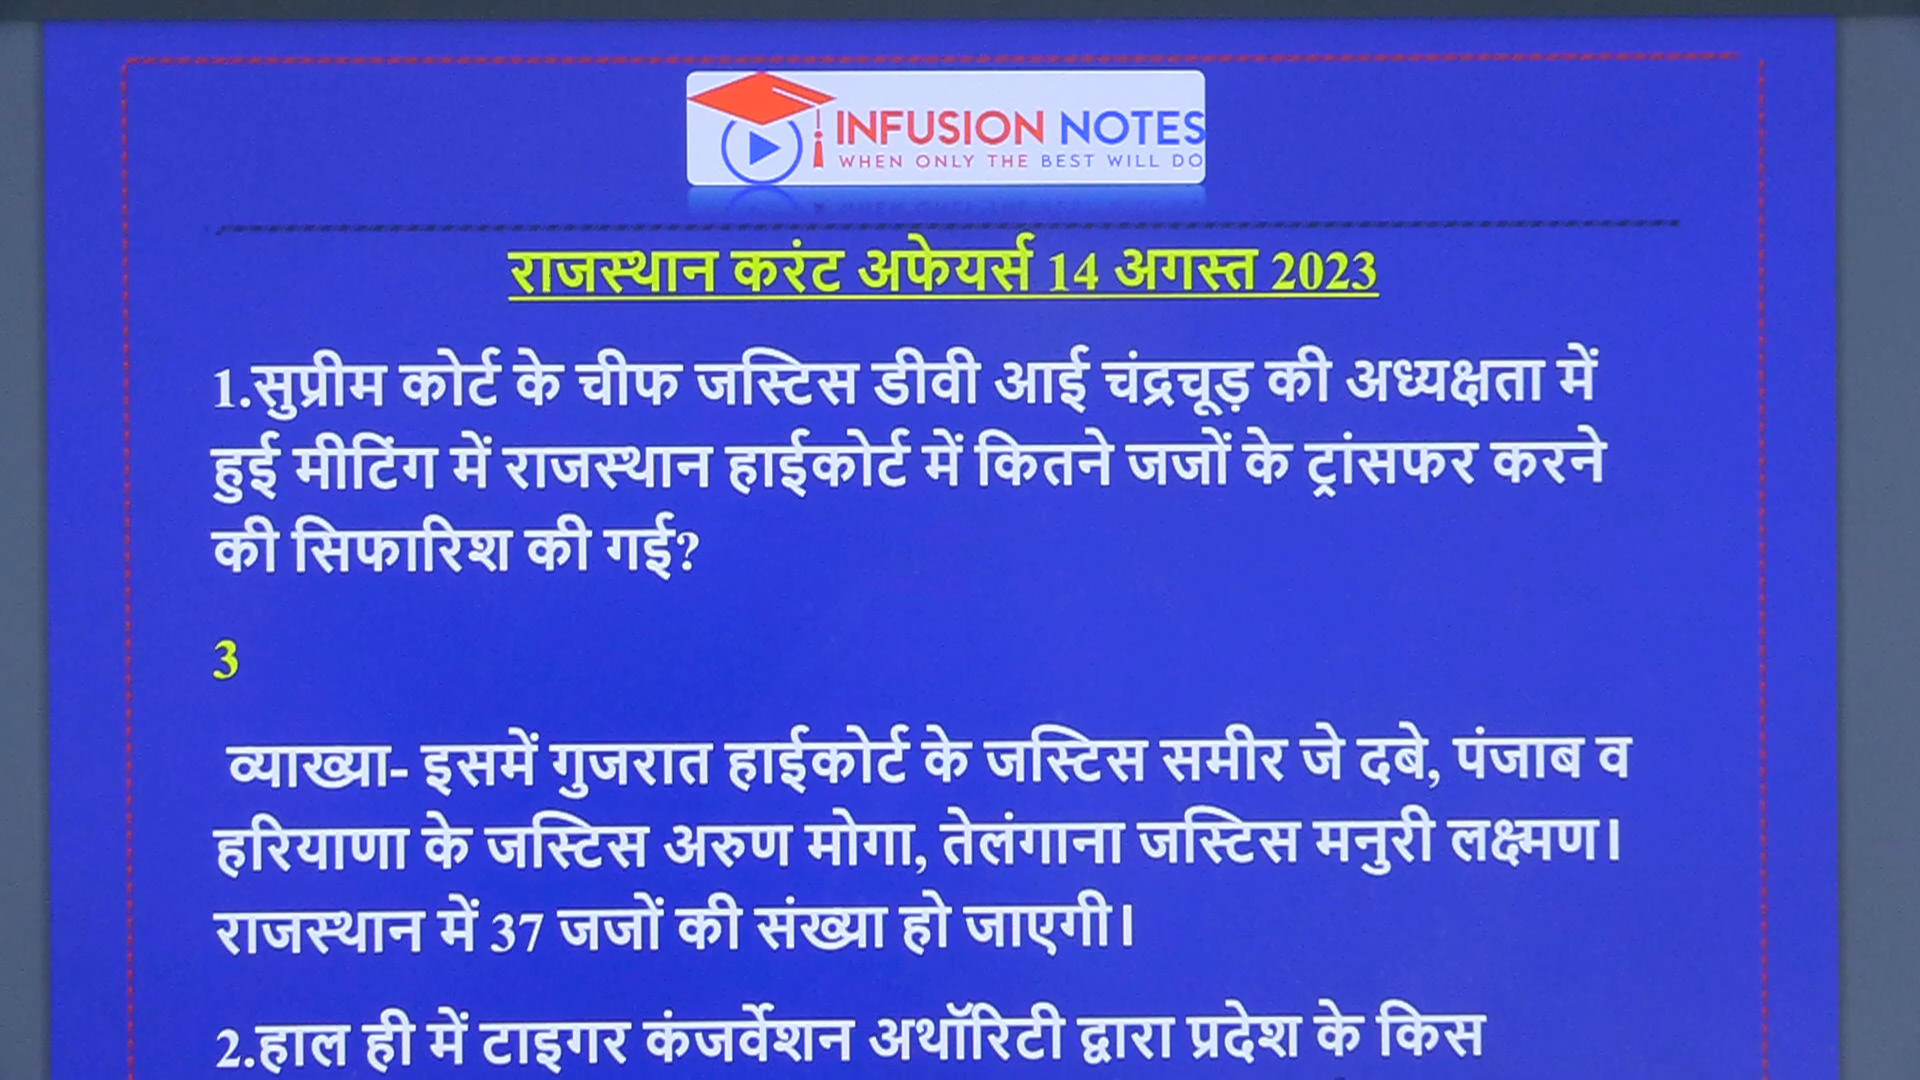 INFUSION NOTES
WHEN ONLY THE BEST WILL DO
राजस्थान करंट अफेयर्स 14 अगस्त 2023
1.सुप्रीम कोर्ट के चीफ जस्टिस डीवी आई चंद्रचूड़ की अध्यक्षता में
हुई मीटिंग में राजस्थान हाईकोर्ट में कितने जजों के ट्रांसफर करने
की सिफारिश की गई?
3
व्याख्या- इसमें गुजरात हाईकोर्ट के जस्टिस समीर जे दबे, पंजाब व
हरियाणा के जस्टिस अरुण मोगा, तेलंगाना जस्टिस मनुरी लक्ष्मण।
राजस्थान में 37 जजों की संख्या हो जाएगी।
2.हाल ही में टाइगर कंजर्वेशन अथॉरिटी द्वारा प्रदेश के किस